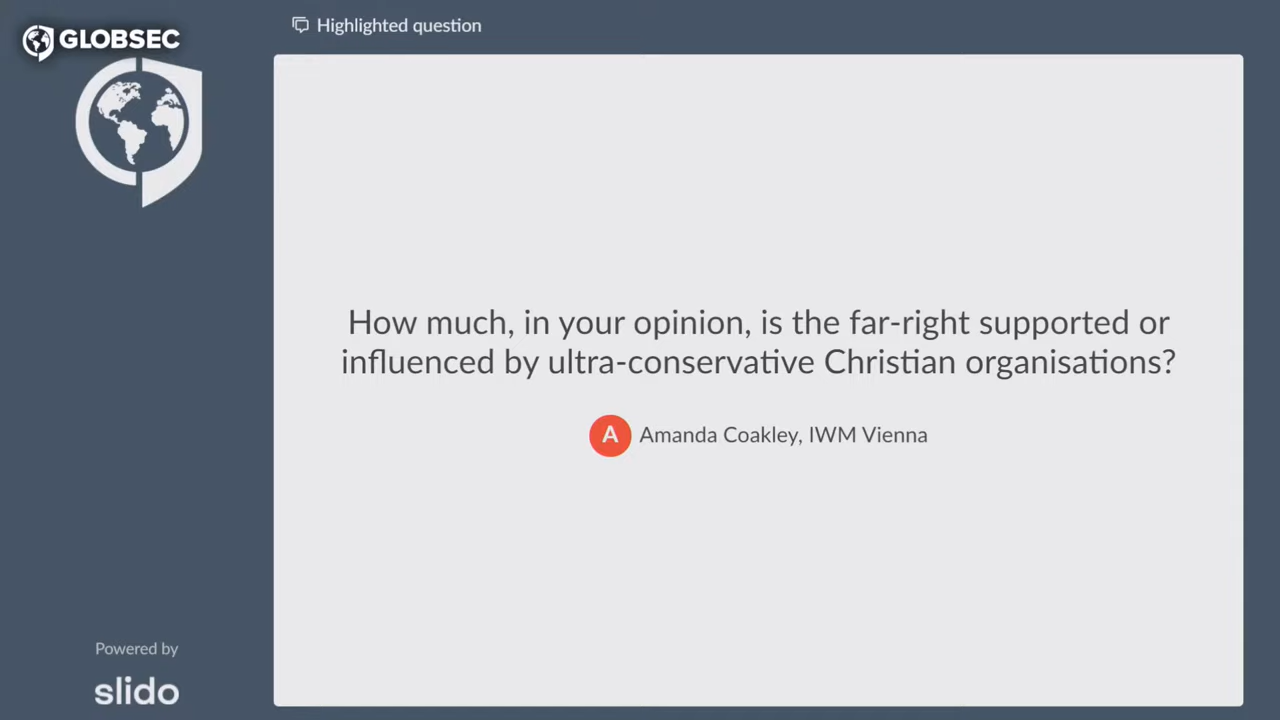 GLOBSEC
Highlighted question
How much, in your opinion, is the far-right supported or
influenced by ultra-conservative Christian organisations?
A Amanda Coakley, IWM Vienna
Powered by
slido